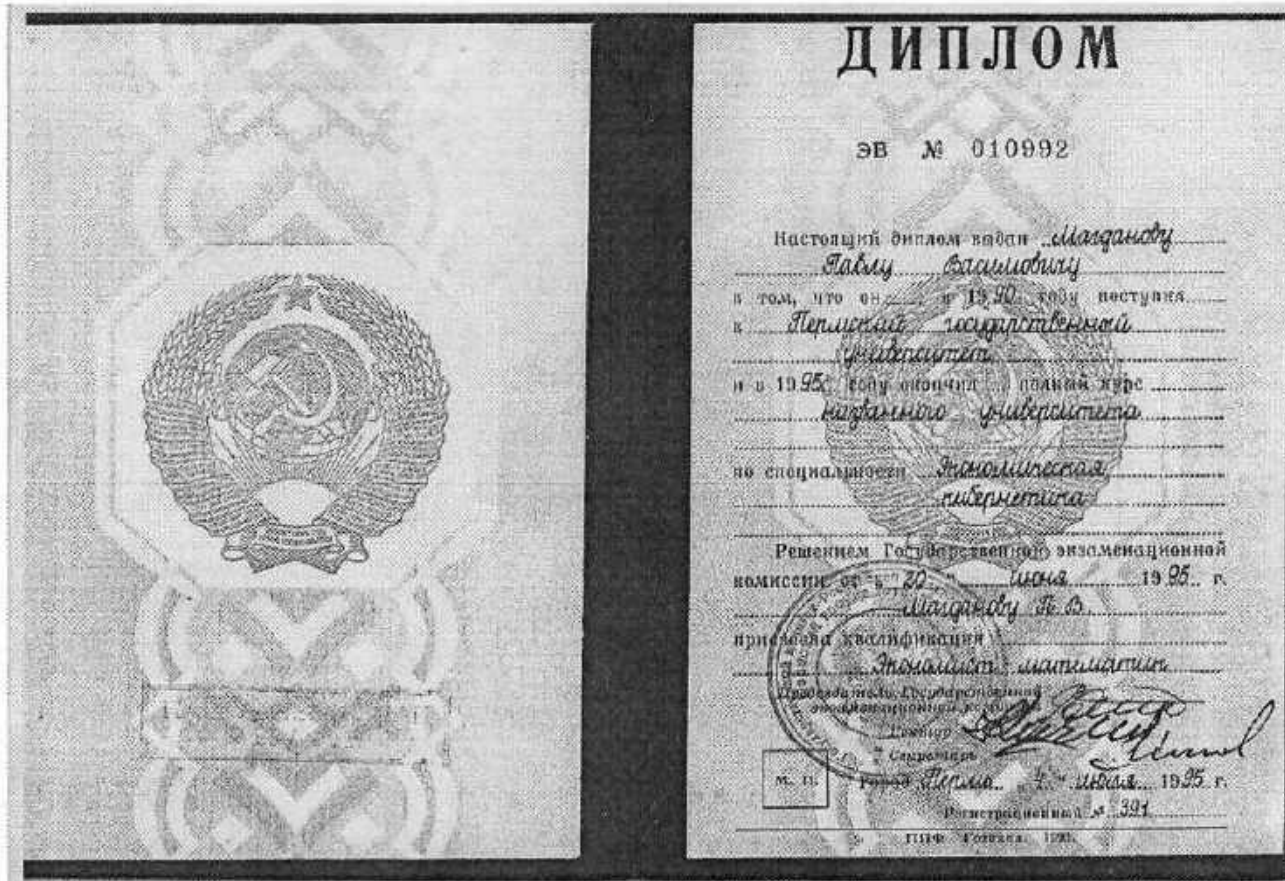 ДИПЛОМ
ЭВ № 010992
Настоящий диплом выдан Магданову
Павлу Васильовичу
в том, что он в 1990 году поступил
в Пермский государственный
университет
и в 1995 году окончил полный курс
названного университета
по специальности Экономическая
кибернетика
Решением Государственной экзаменационной
комиссии от "20" июня 1995 г.
Магданову П.В.
присвоена квалификация
Экономист математик
Председатель Государственной
экзаменационной комиссии
Ректор
Секретарь
М. П.
Город Пермь 4 " июля 1995 г.
Регистрационный № 391